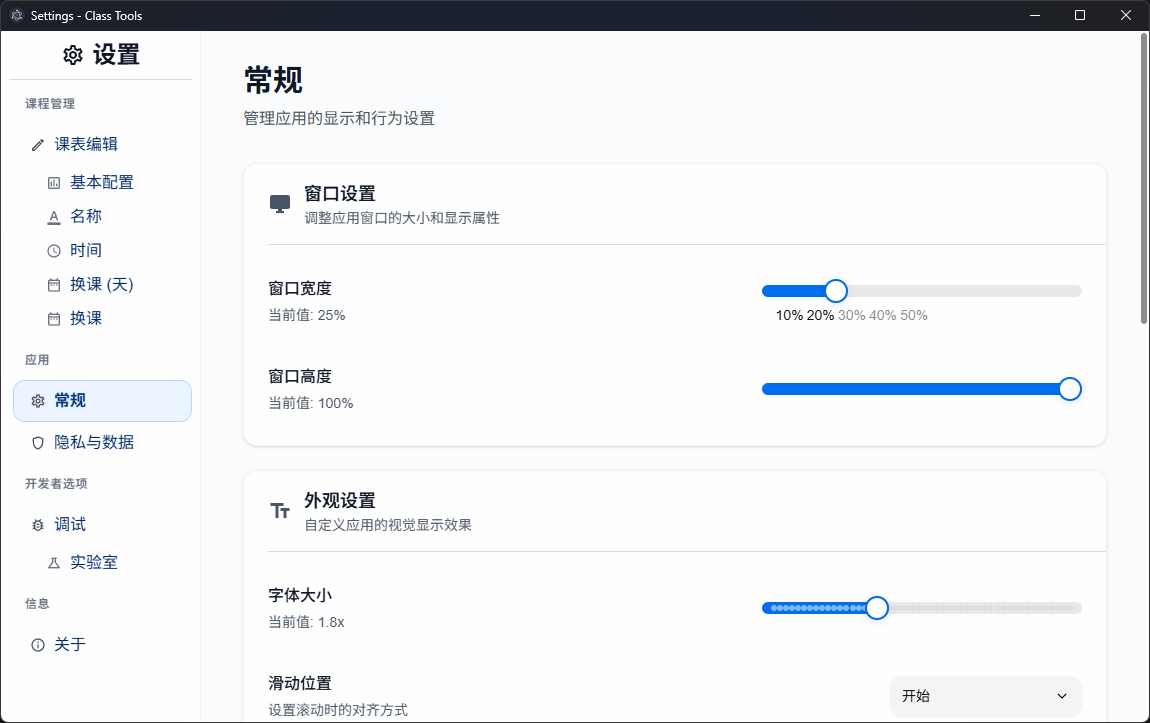 Settings - Class Tools
设置
课程管理
课表编辑
基本配置
名称
时间
换课 (天)
换课
应用
常规
隐私与数据
开发者选项
调试
实验室
信息
关于
常规
管理应用的显示和行为设置
窗口设置
调整应用窗口的大小和显示属性
窗口宽度
当前值: 25%
10% 20% 30% 40% 50%
窗口高度
当前值: 100%
外观设置
自定义应用的视觉显示效果
字体大小
当前值: 1.8x
滑动位置
设置滚动时的对齐方式
开始